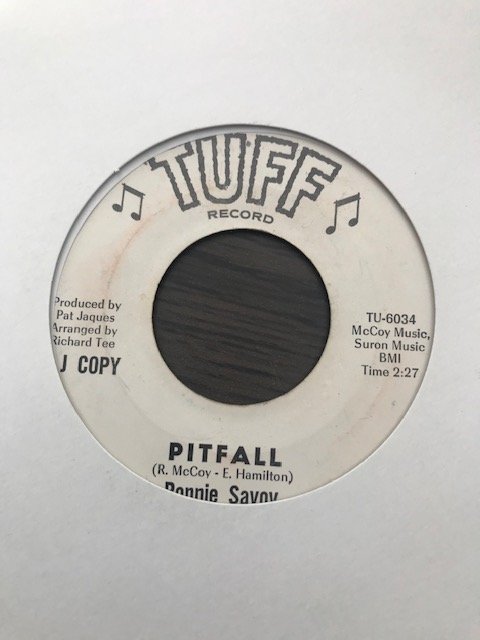 TUFF
RECORD
Produced by
Pat Jaques
Arranged by
Richard Tee
J COPY
TU-6034
McCoy Music,
Suron Music
BMI
Time 2:27
PITFALL
(R. McCoy - E. Hamilton)
Ronnie Savoy